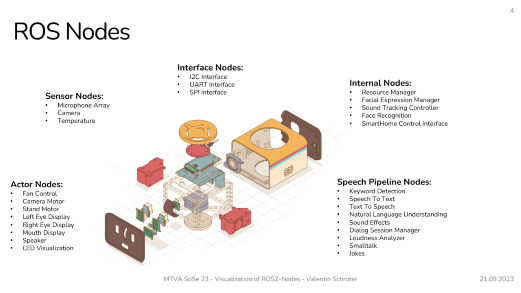 4
ROS Nodes
Interface Nodes:
• I2C Interface
• UART Interface
• SPI Interface
Sensor Nodes:
• Microphone Array
• Camera
• Temperature
Internal Nodes:
• Resource Manager
• Facial Expression Manager
• Sound Tracking Controller
• Face Recognition
• SmartHome Control Interface
Actor Nodes:
• Fan Control
• Camera Motor
• Stand Motor
• Left Eye Display
• Right Eye Display
• Mouth Display
• Speaker
• LED Visualization
Speech Pipeline Nodes:
• Keyword Detection
• Speech To Text
• Text To Speech
• Natural Language Understanding
• Sound Effects
• Dialog Session Manager
• Loudness Analyzer
• Smalltalk
• Jokes
MTVA SoSe 23 - Visualization of ROS2-Nodes - Valentin Schröter
21.09.2023